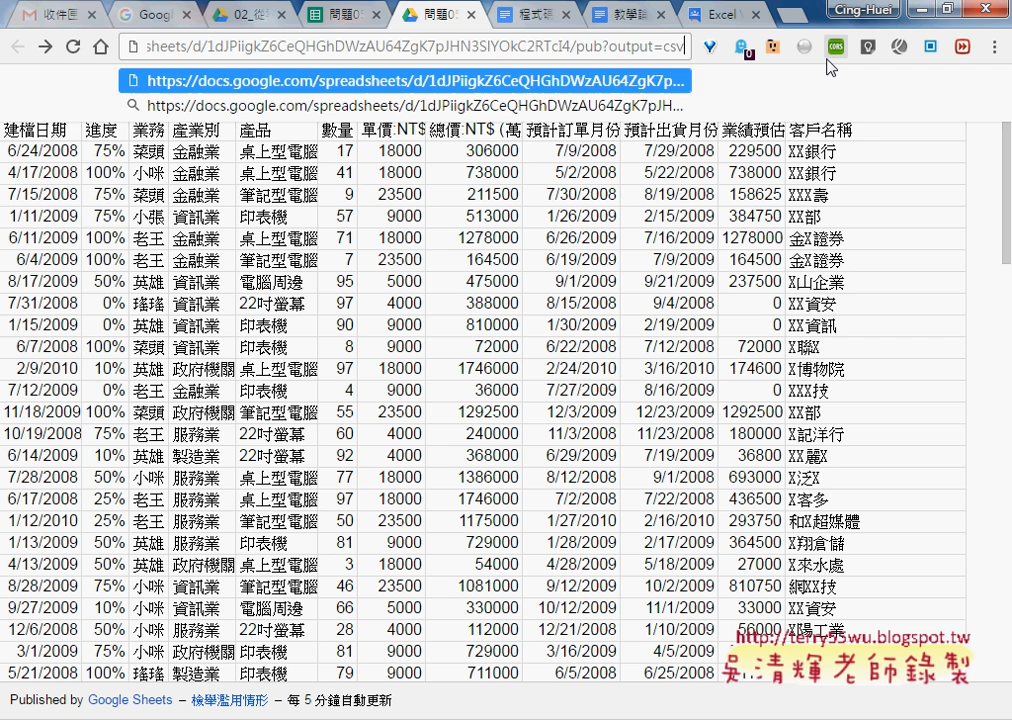 收件匣
Googl
02_從
問題05
問題05
程式碼
教學論
Excel V
Cing-Huei
sheets/d/1dJPiigkZ6CeQHGhDWzAU64ZgK7pJHN3SIYOkC2RTcI4/pub?output=csv
https://docs.google.com/spreadsheets/d/1dJPiigkZ6CeQHGhDWzAU64ZgK7p...
https://docs.google.com/spreadsheets/d/1dJPiigkZ6CeQHGhDWzAU64ZgK7pJH...
建檔日期 進度 業務 產業別 產品 數量 單價:NT$ 總價:NT$ (萬 預計訂單月份 預計出貨月份 業績預估 客戶名稱
6/24/2008 75% 菜頭 金融業 桌上型電腦 17 18000 306000 7/9/2008 7/29/2008 229500 XX銀行
4/17/2008 100% 小咪 金融業 桌上型電腦 41 18000 738000 5/2/2008 5/22/2008 738000 XX銀行
7/15/2008 75% 菜頭 金融業 筆記型電腦 9 23500 211500 7/30/2008 8/19/2008 158625 XXX壽
1/11/2009 75% 小張 資訊業 印表機 57 9000 513000 1/26/2009 2/15/2009 384750 XX部
6/11/2009 100% 老王 金融業 桌上型電腦 71 18000 1278000 6/26/2009 7/16/2009 1278000 金X證券
6/4/2009 100% 老王 金融業 筆記型電腦 7 23500 164500 6/19/2009 7/9/2009 164500 金X證券
8/17/2009 50% 英雄 資訊業 電腦周邊 95 5000 475000 9/1/2009 9/21/2009 237500 X山企業
7/31/2008 0% 瑤瑤 資訊業 22吋螢幕 97 4000 388000 8/15/2008 9/4/2008 0 XX資安
1/15/2009 0% 英雄 資訊業 印表機 90 9000 810000 1/30/2009 2/19/2009 0 XX資訊
6/7/2008 100% 菜頭 資訊業 印表機 8 9000 72000 6/22/2008 7/12/2008 72000 X聯X
2/9/2010 10% 英雄 政府機關 桌上型電腦 97 18000 1746000 2/24/2010 3/16/2010 174600 X博物院
7/12/2009 0% 老王 金融業 印表機 4 9000 36000 7/27/2009 8/16/2009 0 XXX技
11/18/2009 100% 菜頭 政府機關 筆記型電腦 55 23500 1292500 12/3/2009 12/23/2009 1292500 XX部
10/19/2008 75% 老王 服務業 22吋螢幕 60 4000 240000 11/3/2008 11/23/2008 180000 X記洋行
6/14/2009 10% 英雄 製造業 22吋螢幕 92 4000 368000 6/29/2009 7/19/2009 36800 XX麗X
7/28/2008 50% 小咪 服務業 桌上型電腦 77 18000 1386000 8/12/2008 9/1/2008 693000 X泛X
6/17/2008 25% 老王 服務業 桌上型電腦 97 18000 1746000 7/2/2008 7/22/2008 436500 X客多
1/12/2010 25% 老王 服務業 筆記型電腦 50 23500 1175000 1/27/2010 2/16/2010 293750 和X超媒體
1/13/2009 50% 英雄 服務業 印表機 81 9000 729000 1/28/2009 2/17/2009 364500 X翔倉儲
4/13/2009 50% 英雄 政府機關 桌上型電腦 3 18000 54000 4/28/2009 5/18/2009 27000 X來水處
8/28/2009 75% 小咪 資訊業 筆記型電腦 46 23500 1081000 9/12/2009 10/2/2009 810750 網XX技
9/27/2009 10% 小咪 資訊業 電腦周邊 66 5000 330000 10/12/2009 11/1/2009 33000 XX資安
12/6/2008 50% 小咪 服務業 22吋螢幕 28 4000 112000 12/21/2008 1/10/2009 56000 X陽工業
3/1/2009 75% 小咪 政府機關 印表機 81 9000 729000 3/16/2009 4/5/2009
5/21/2008 100% 瑤瑤 製造業 印表機 79 9000 711000 6/5/2008 6/25/2008
http://terry55wu.blogspot.tw
吳清輝老師錄製
Published by Google Sheets – 檢舉濫用情形 – 每 5 分鐘自動更新